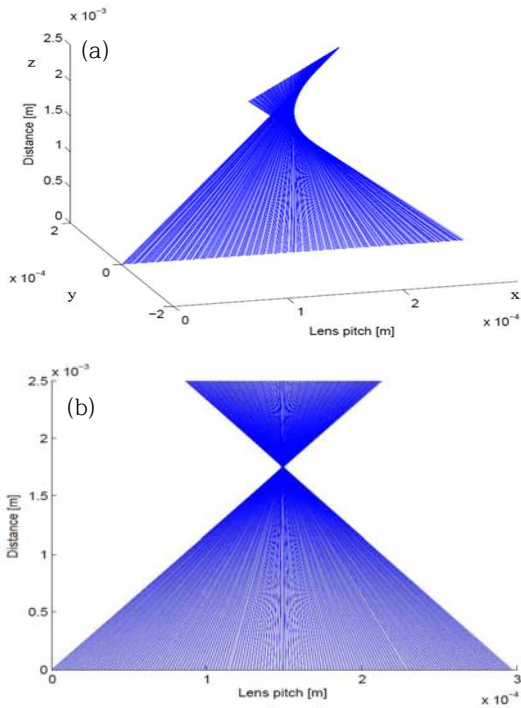 x 10⁻³
2.5
z
(a)
2
1.5
1
0.5
0
Distance [m]
2
x 10⁻⁴
0
y
-2
0
1
2
x
Lens pitch [m]
x 10⁻⁴
x 10⁻³
2.5
(b)
2
1.5
1
0.5
0
Distance [m]
0
1
2
3
Lens pitch [m]
x 10⁻⁴